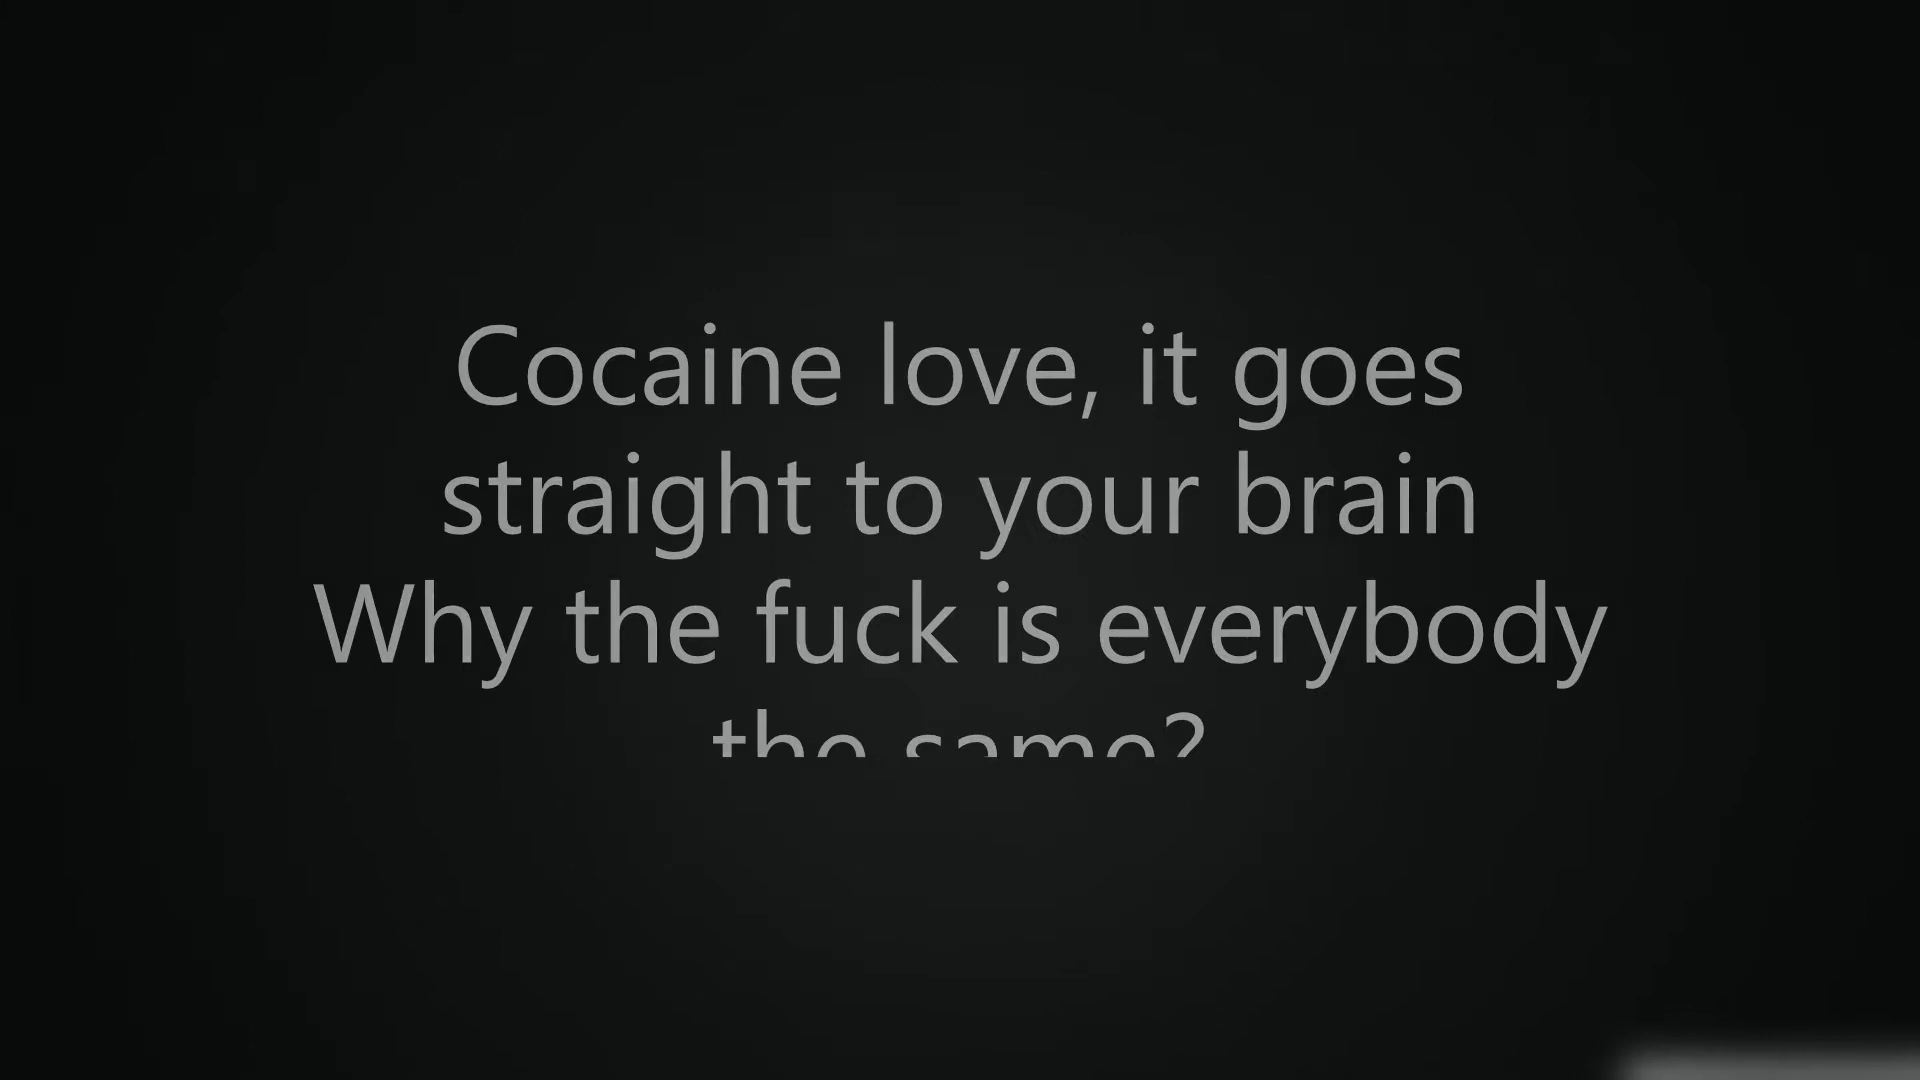 Cocaine love, it goes
straight to your brain
Why the fuck is everybody
the same?